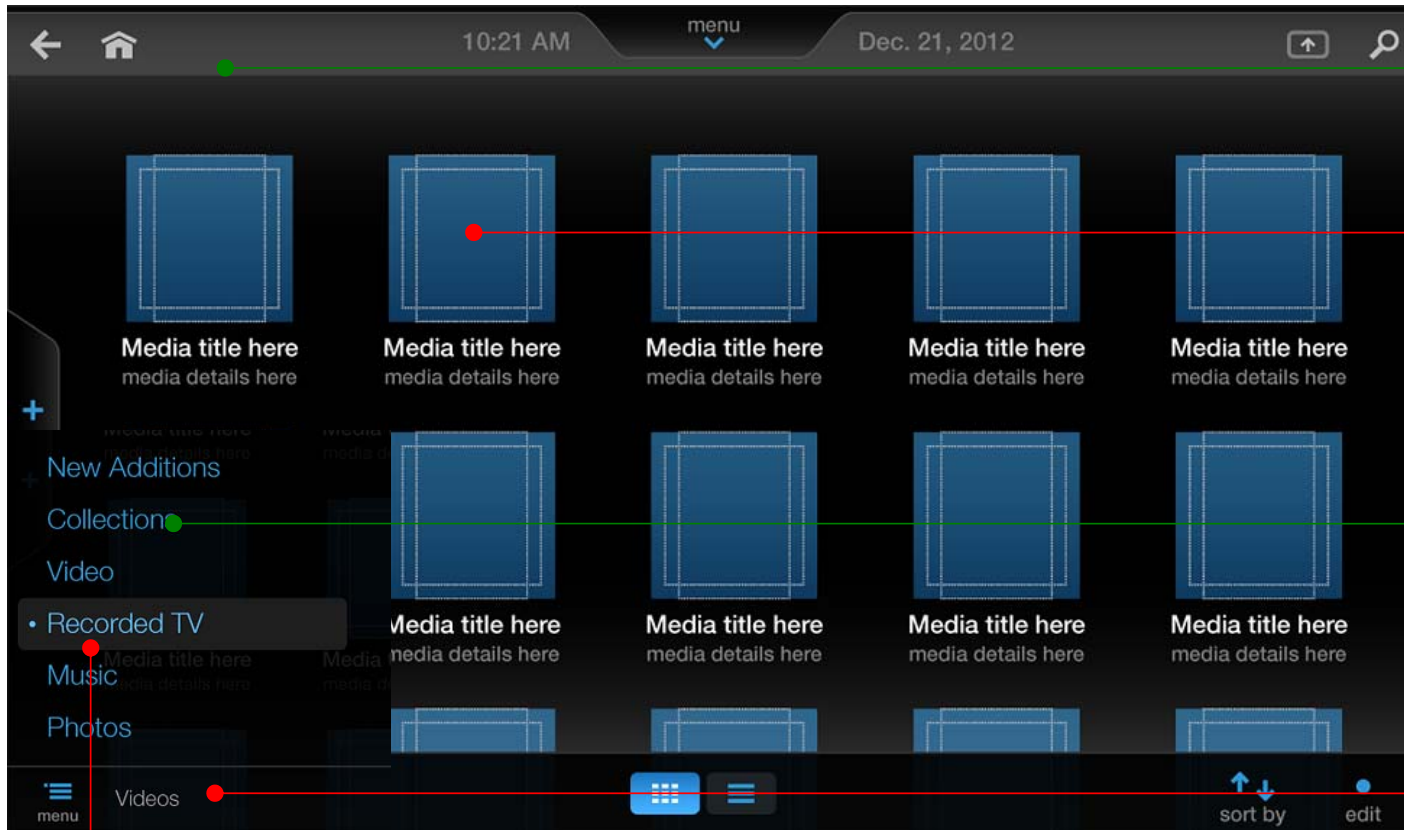 10:21 AM menu Dec. 21, 2012
Media title here Media title here Media title here Media title here Media title here
media details here media details here media details here media details here media details here
New Additions
Collections
Video
Recorded TV
Media title here Media title here Media title here Media title here
media details here media details here media details here media details here
Music
Photos
menu Videos sort by edit